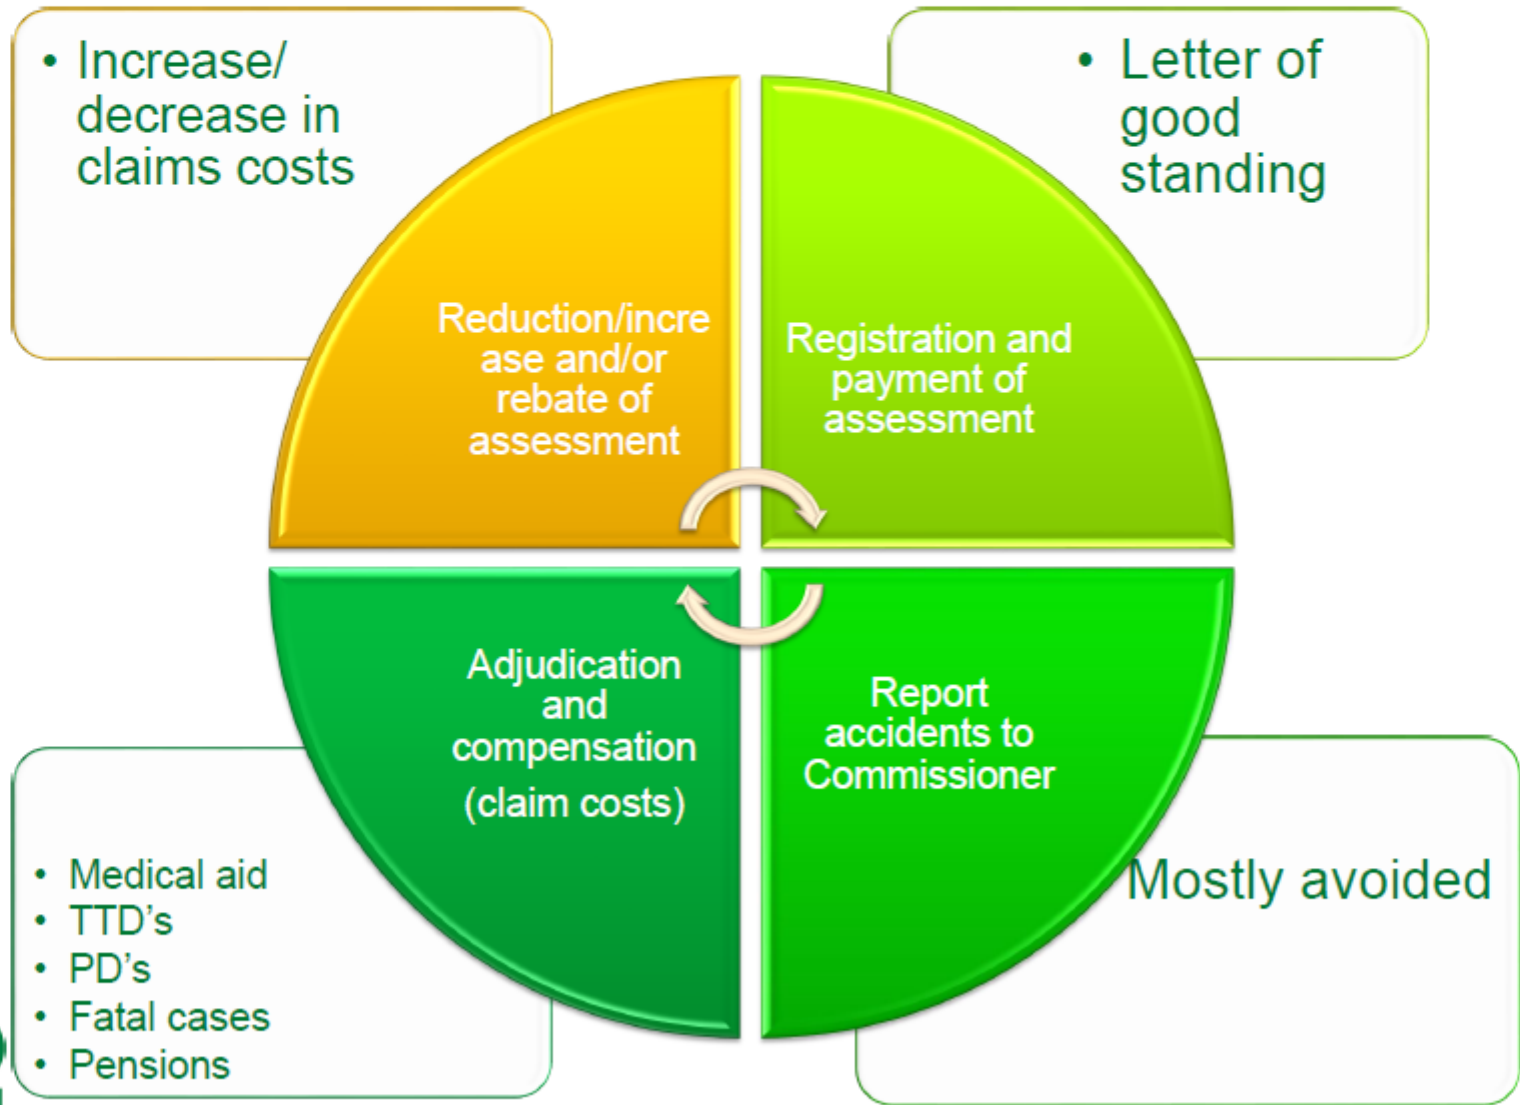 • Increase/
decrease in
claims costs
• Letter of
good
standing
Reduction/incre
ase and/or
rebate of
assessment
Registration and
payment of
assessment
Adjudication
and
compensation
(claim costs)
Report
accidents to
Commissioner
• Medical aid
• TTD's
• PD's
• Fatal cases
• Pensions
Mostly avoided